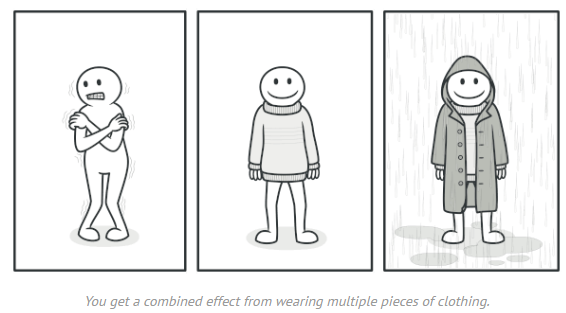 You get a combined effect from wearing multiple pieces of clothing.